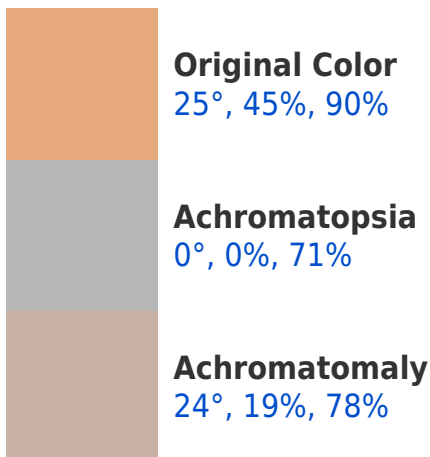 Original Color
25°, 45%, 90%
Achromatopsia
0°, 0%, 71%
Achromatomaly
24°, 19%, 78%